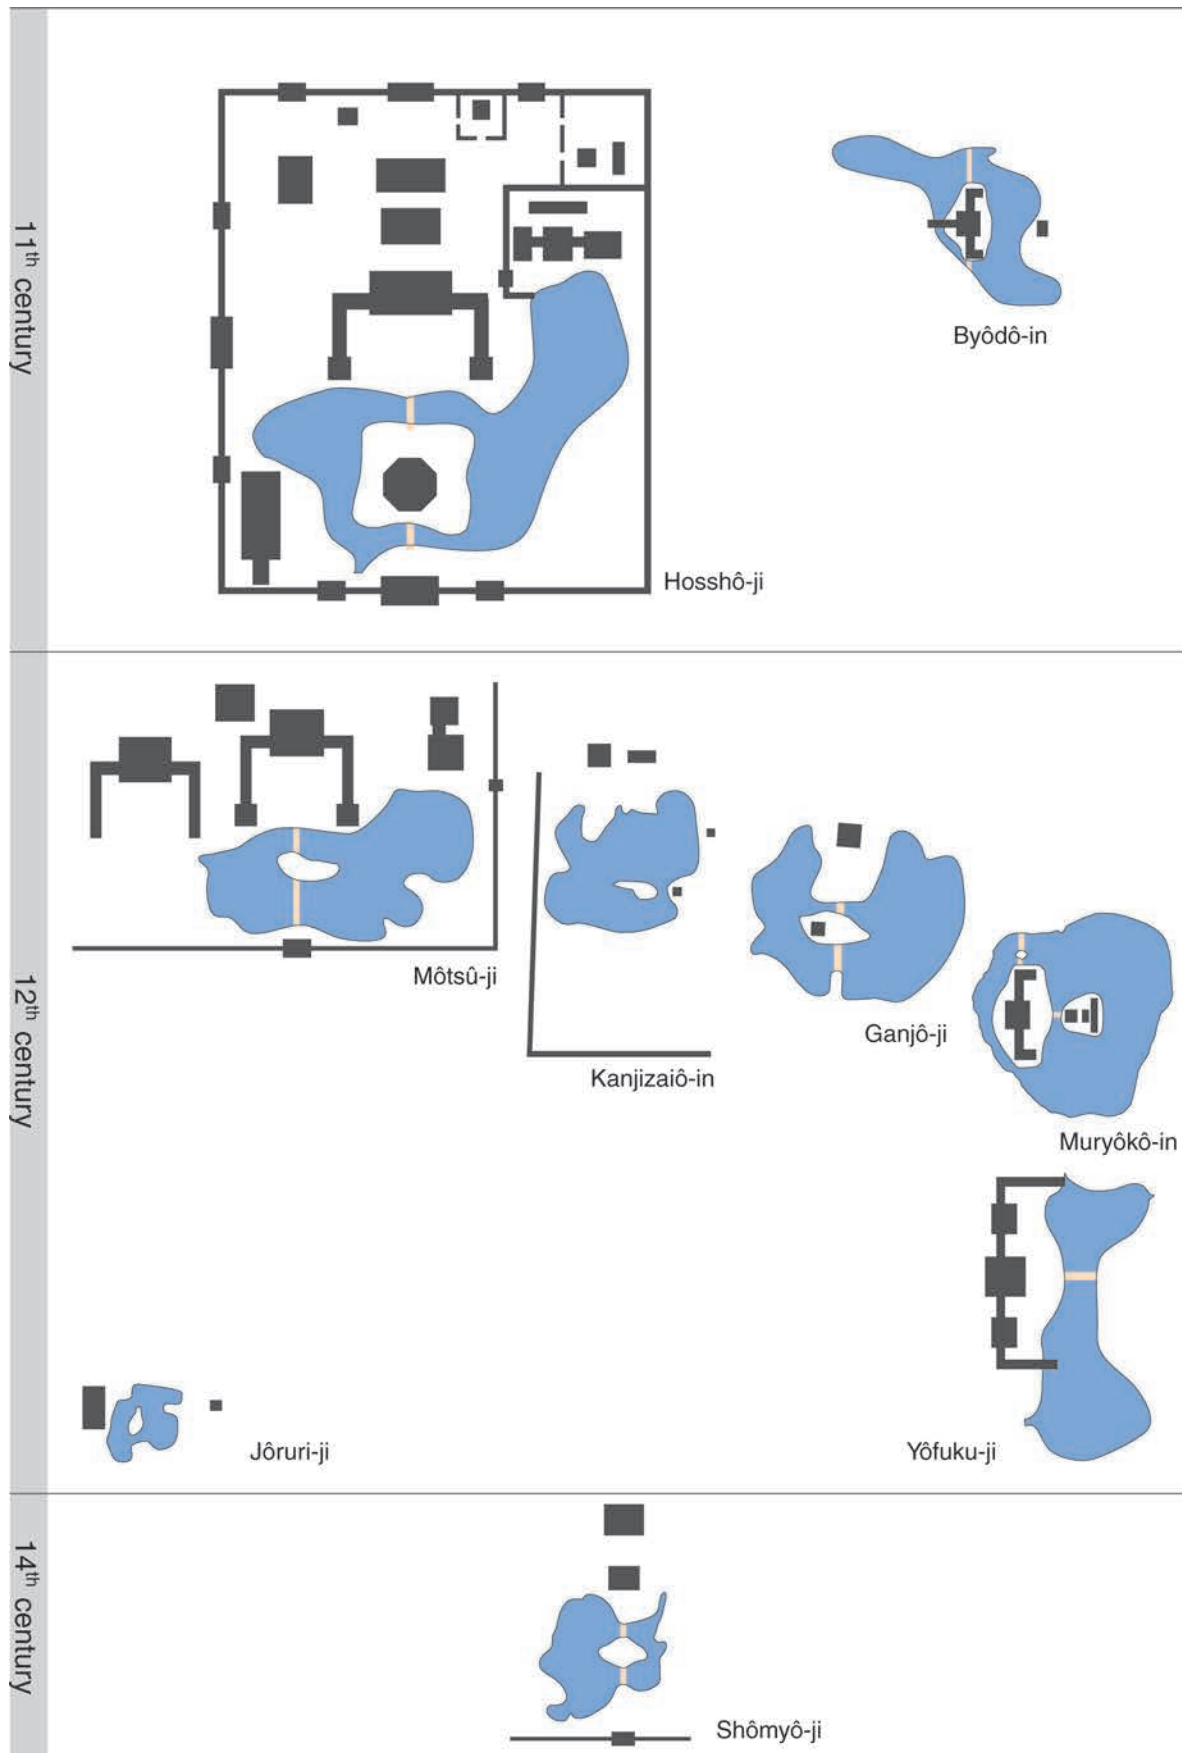 11th century
Byôdô-in
Hosshô-ji
12th century
Môtsû-ji
Kanjizaiô-in
Ganjô-ji
Muryôkô-in
Jôruri-ji
Yôfuku-ji
14th century
Shômyô-ji